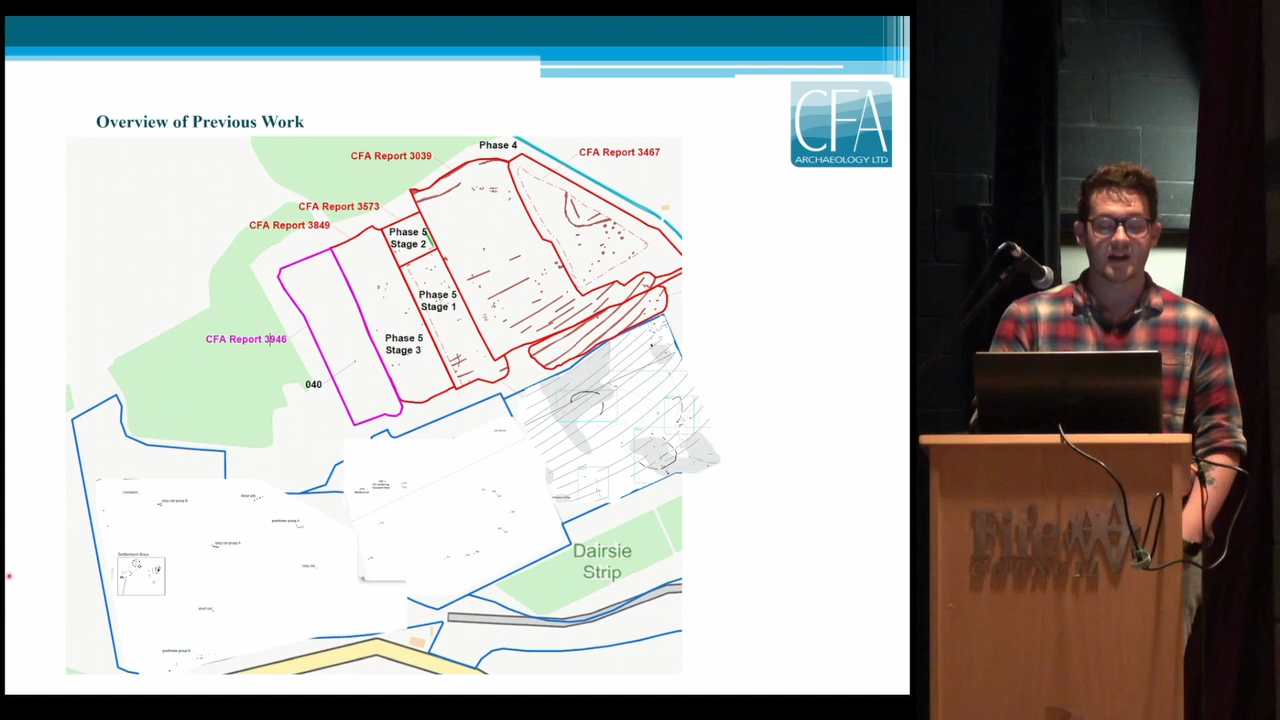 Overview of Previous Work
CFA
ARCHAEOLOGY LTD
Phase 4
CFA Report 3039
CFA Report 3467
CFA Report 3573
CFA Report 3849
Phase 5
Stage 2
Phase 5
Stage 1
CFA Report 3946
Phase 5
Stage 3
040
Settlement Area
Dairsie
Strip
Fife
COUNCIL